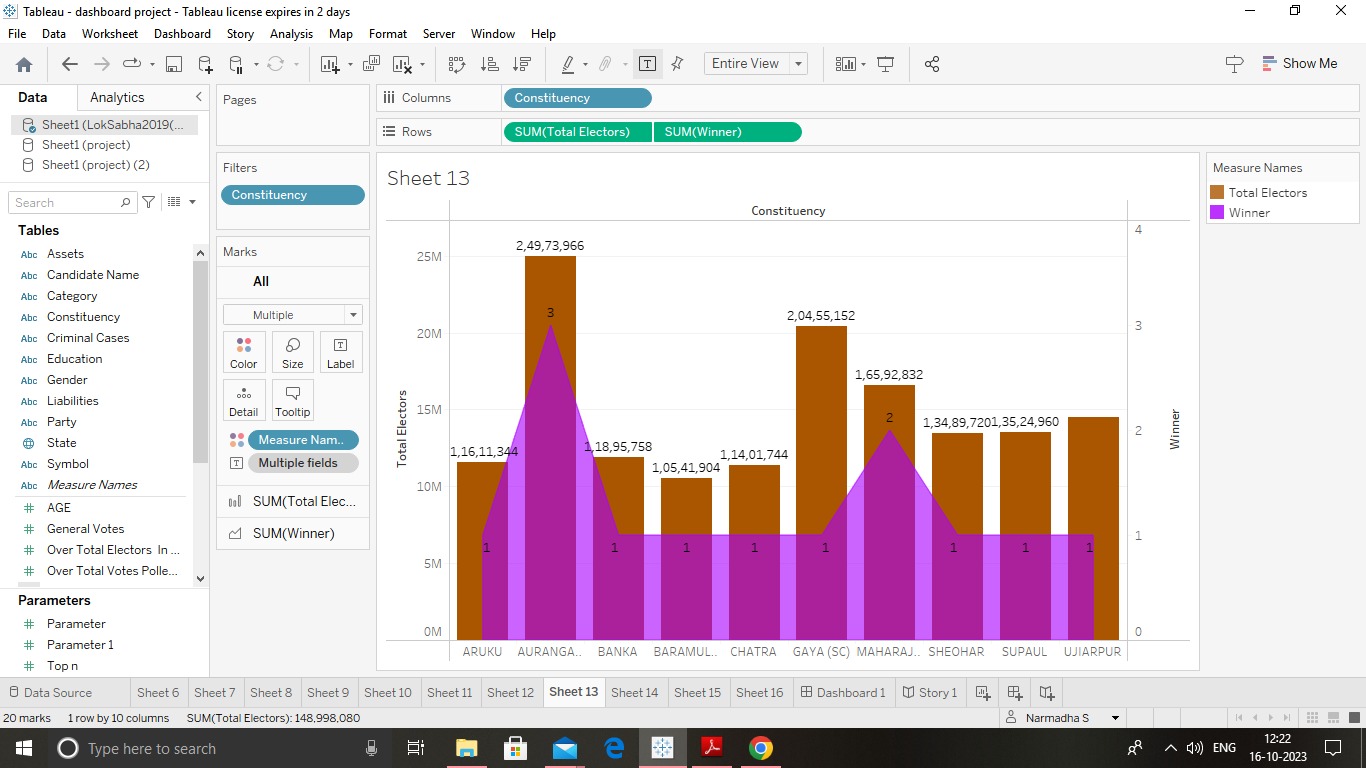 Tableau - dashboard project - Tableau license expires in 2 days
File Data Worksheet Dashboard Story Analysis Map Format Server Window Help
Entire View
Show Me
Data Analytics
Sheet1 (LokSabha2019(...
Sheet1 (project)
Sheet1 (project) (2)
Search
Tables
Abc Assets
Abc Candidate Name
Abc Category
Abc Constituency
Abc Criminal Cases
Abc Education
Abc Gender
Abc Liabilities
Abc Party
State
Abc Symbol
Abc Measure Names
# AGE
# General Votes
# Over Total Electors In ...
# Over Total Votes Polle...
Parameters
# Parameter
# Parameter 1
# Top n
Pages
Filters
Constituency
Marks
All
Multiple
Color Size Label
Detail Tooltip
Measure Nam..
Multiple fields
SUM(Total Elec...
SUM(Winner)
Columns Constituency
Rows SUM(Total Electors) SUM(Winner)
Sheet 13
Constituency
Total Electors
25M
20M
15M
10M
5M
0M
2,49,73,966
2,04,55,152
1,65,92,832
1,16,11,344
1,18,95,758
1,05,41,904
1,14,01,744
1,34,89,720
1,35,24,960
1 3 1 1 1 1 2 1 1 1
ARUKU AURANGA.. BANKA BARAMUL.. CHATRA GAYA (SC) MAHARAJ.. SHEOHAR SUPAUL UJIARPUR
4
3
2
1
0
Winner
Measure Names
Total Electors
Winner
Data Source Sheet 6 Sheet 7 Sheet 8 Sheet 9 Sheet 10 Sheet 11 Sheet 12 Sheet 13 Sheet 14 Sheet 15 Sheet 16 Dashboard 1 Story 1
20 marks 1 row by 10 columns SUM(Total Electors): 148,998,080
Narmadha S
Type here to search
ENG
12:22
16-10-2023